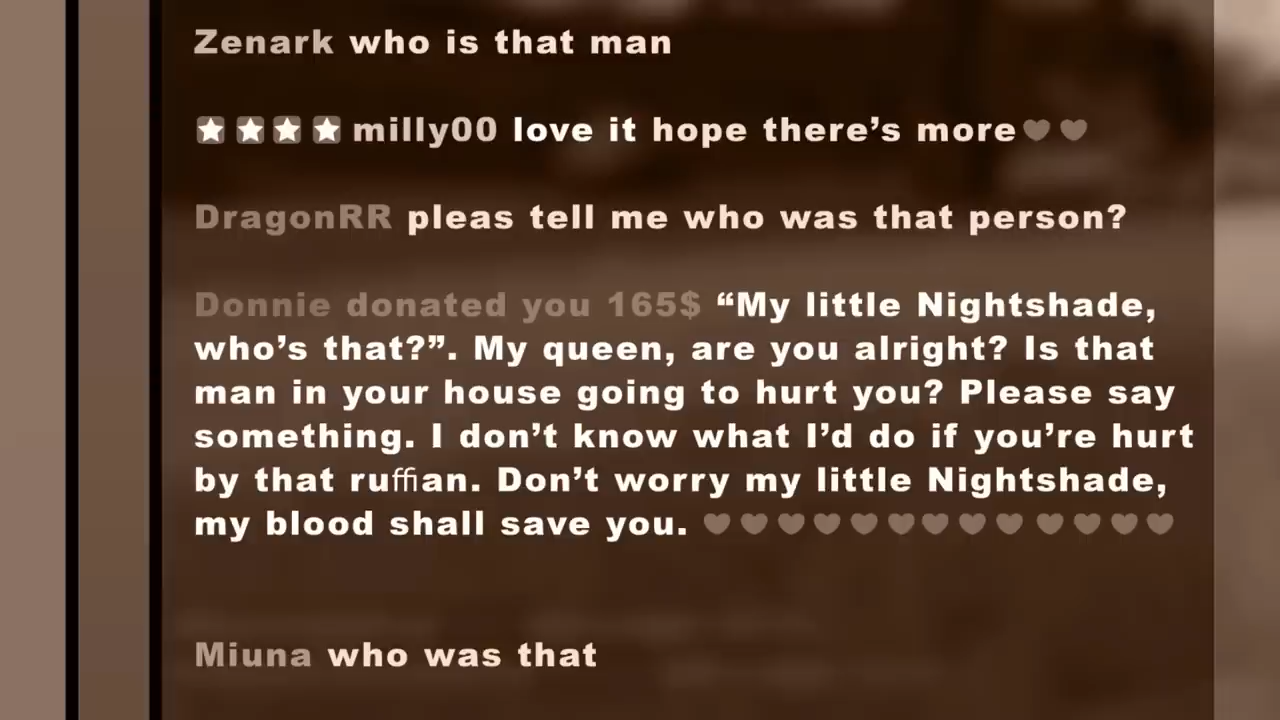 Zenark who is that man
milly00 love it hope there's more
DragonRR pleas tell me who was that person?
Donnie donated you 165$ “My little Nightshade,
who’s that?”. My queen, are you alright? Is that
man in your house going to hurt you? Please say
something. I don’t know what I’d do if you’re hurt
by that ruffian. Don’t worry my little Nightshade,
my blood shall save you.
Miuna who was that